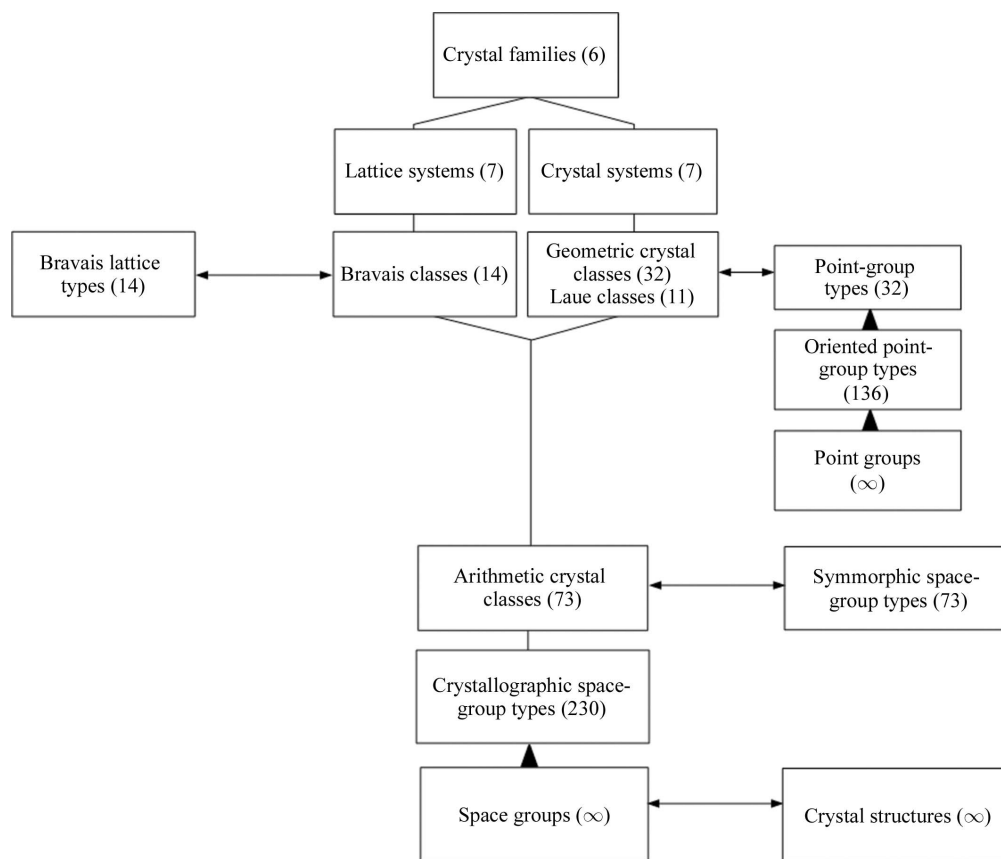 Crystal families (6)
Lattice systems (7)
Crystal systems (7)
Bravais lattice
types (14)
Bravais classes (14)
Geometric crystal
classes (32)
Laue classes (11)
Point-group
types (32)
Oriented point-
group types
(136)
Point groups
(∞)
Arithmetic crystal
classes (73)
Symmorphic space-
group types (73)
Crystallographic space-
group types (230)
Space groups (∞)
Crystal structures (∞)